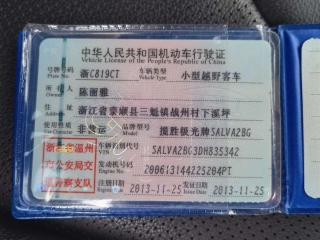 中华人民共和国机动车行驶证
Vehicle License of the People's Republic of China
号牌号码 浙C819CT 车辆类型 小型越野客车
Plate No. Vehicle Type
所有人 陈丽雅
Owner
住址 浙江省泰顺县三魁镇战州村下溪坪
Address
使用性质 非营运 品牌型号 揽胜极光牌SALVA2BG
Use Character Model
浙江省温州市公安局交通警察支队
车辆识别代号 SALVA2BG3DH835342
VIN
发动机号码 200613144225204PT
Engine No.
注册日期 2013-11-25 发证日期 2013-11-25
Register Date Issue Date